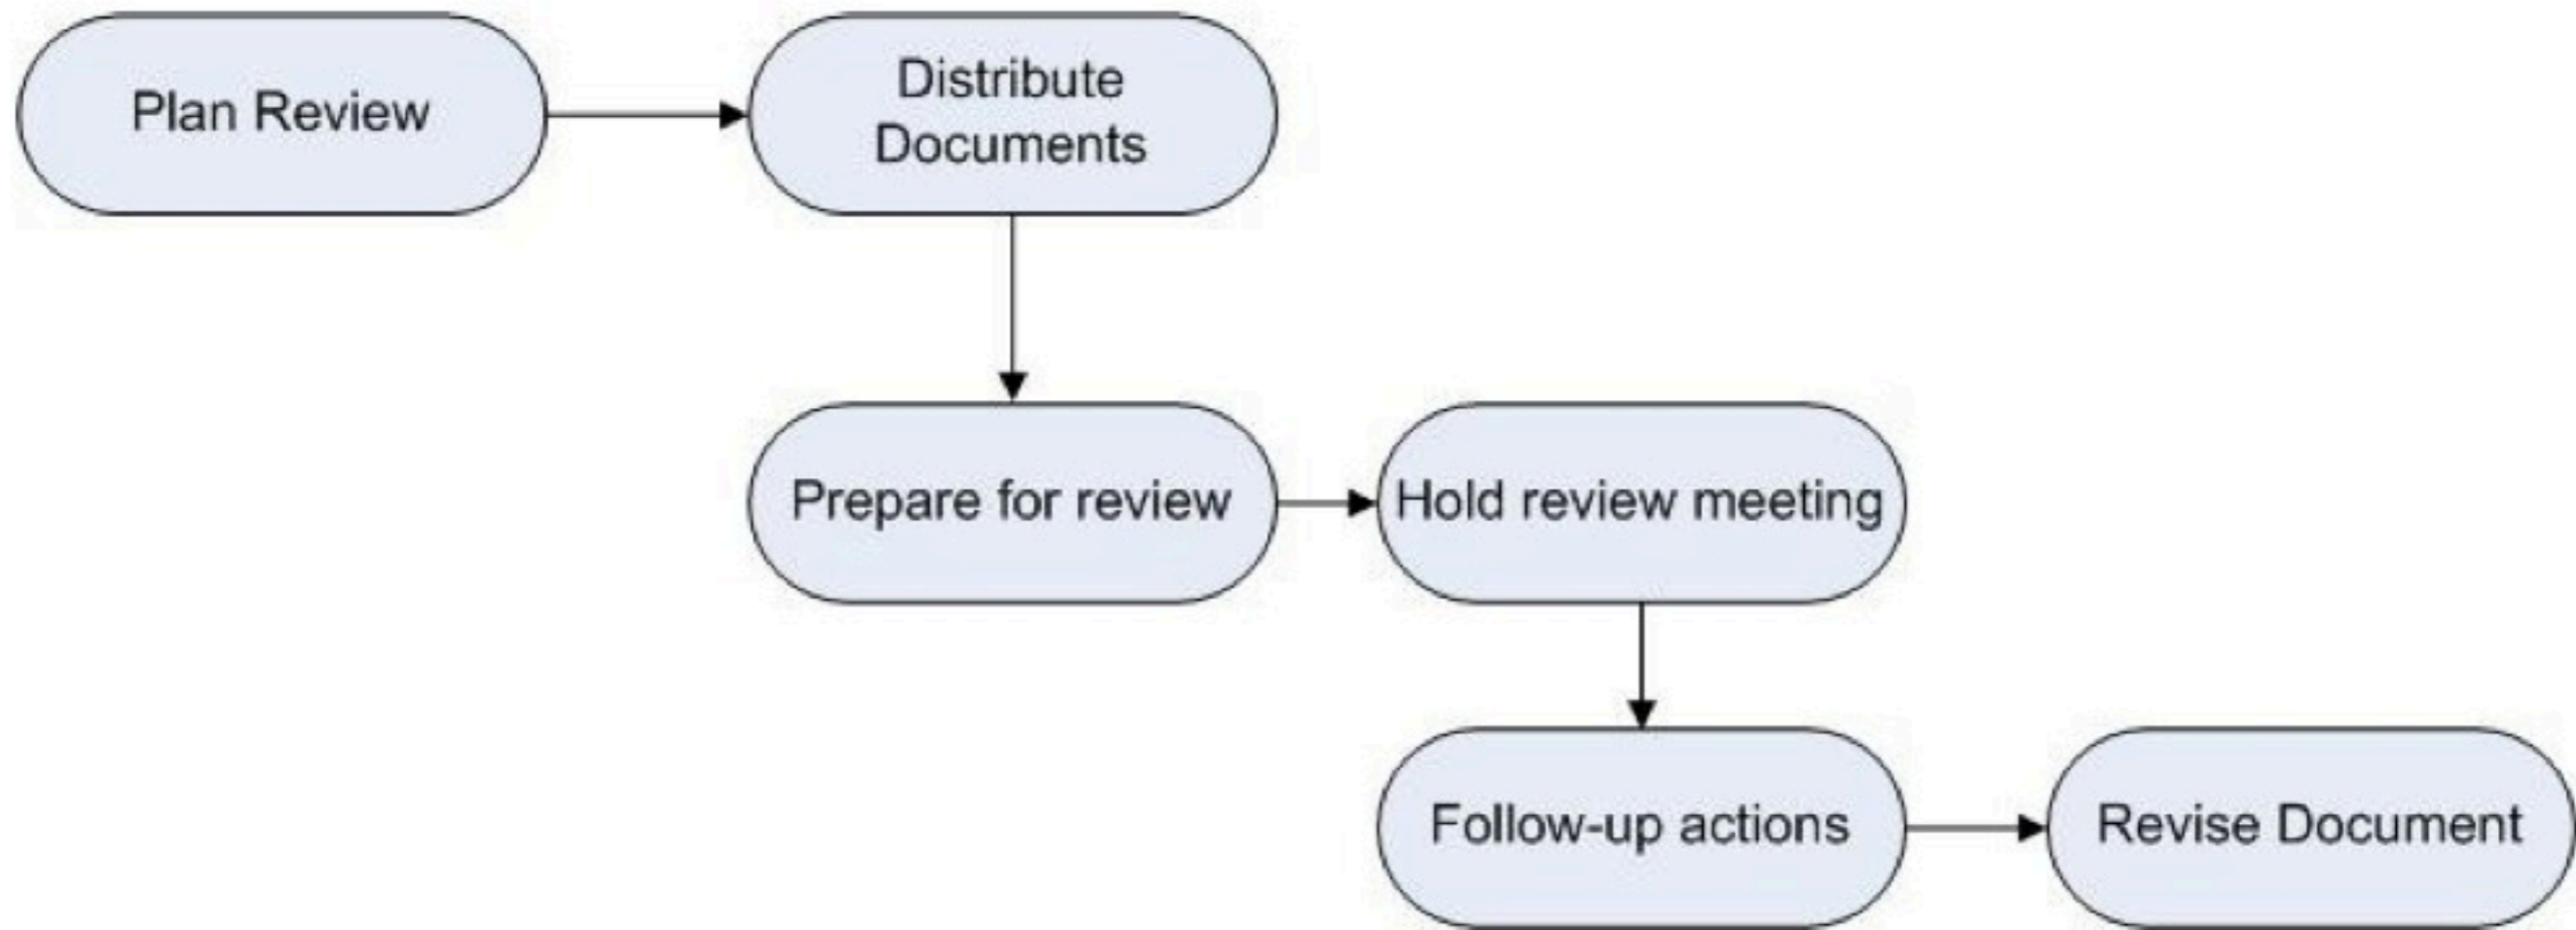 Plan Review
Distribute
Documents
Prepare for review
Hold review meeting
Follow-up actions
Revise Document